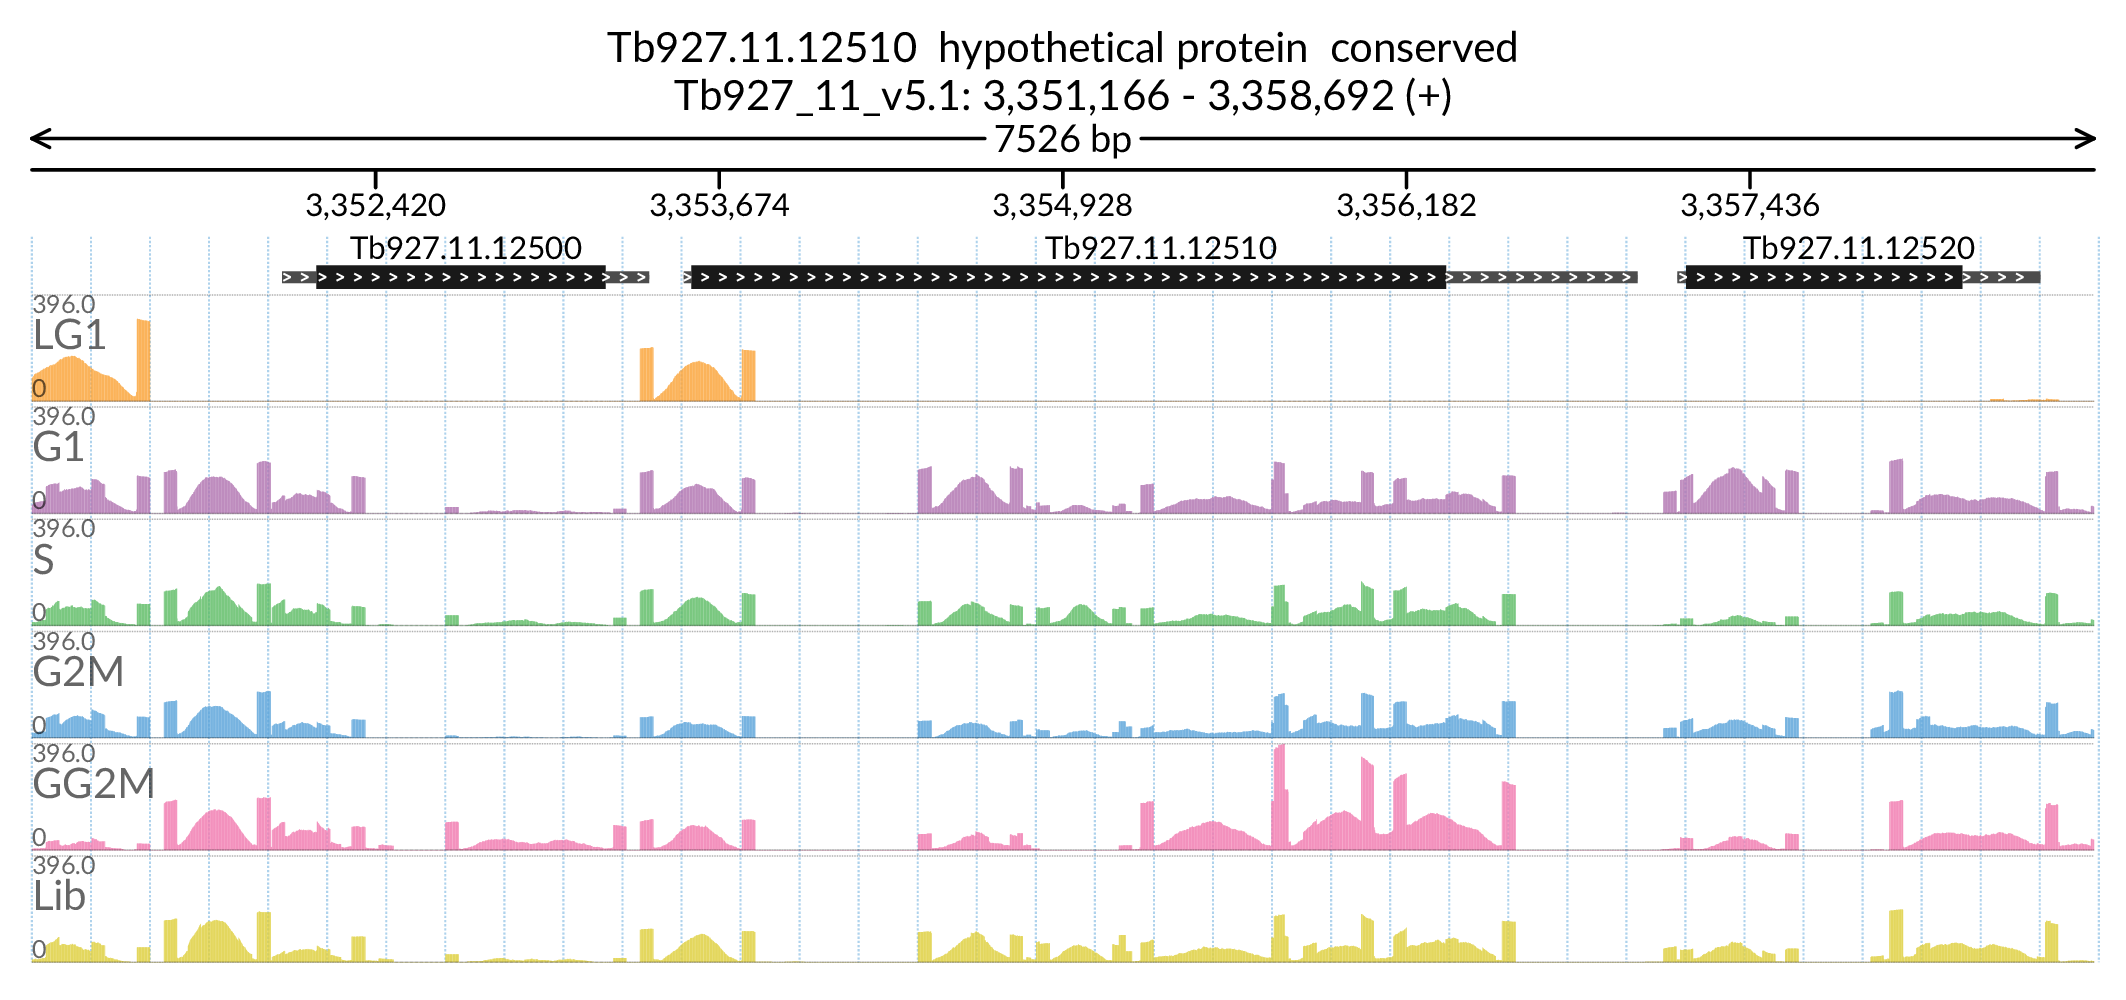 Tb927.11.12510 hypothetical protein conserved
Tb927_11_v5.1: 3,351,166 - 3,358,692 (+)
7526 bp
3,352,420 3,353,674 3,354,928 3,356,182 3,357,436
Tb927.11.12500 Tb927.11.12510 Tb927.11.12520
396.0
LG1
0
396.0
G1
0
396.0
S
0
396.0
G2M
0
396.0
GG2M
0
396.0
Lib
0